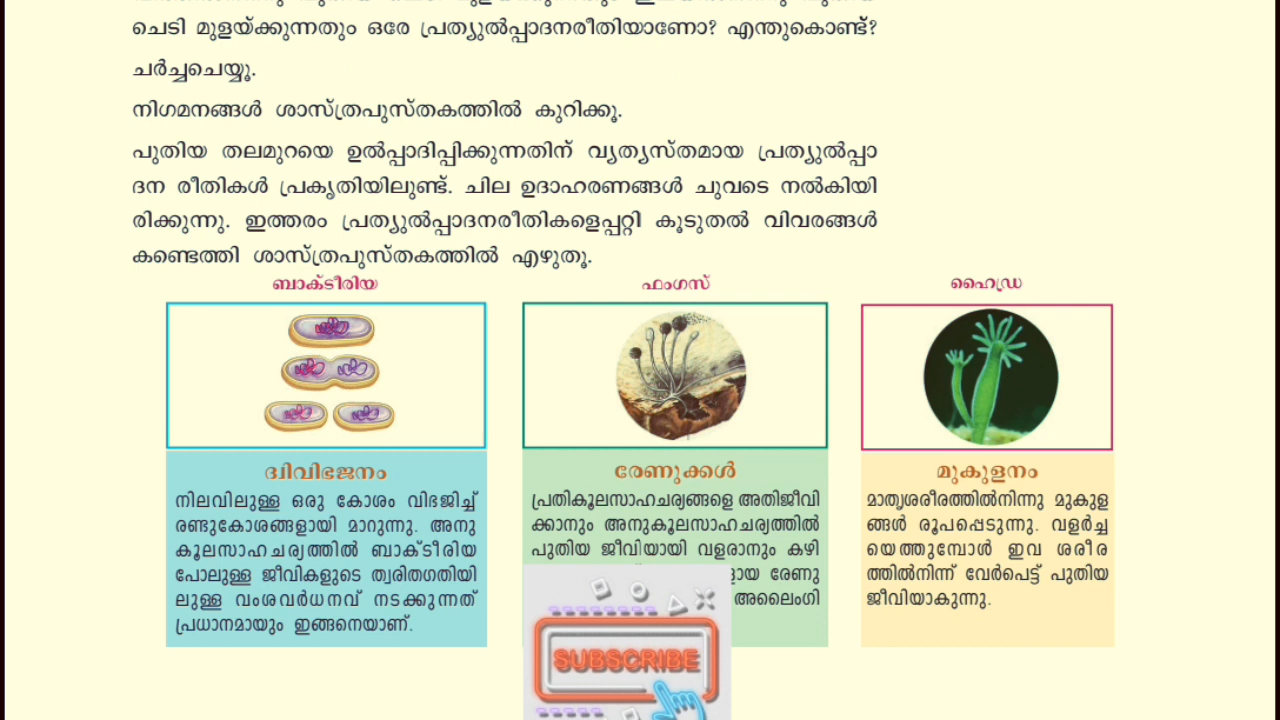 ചെടി മുളയ്ക്കുന്നതും ഒരേ പ്രത്യുൽപ്പാദനരീതിയാണോ? എന്തുകൊണ്ട്?
ചർച്ചചെയ്യൂ.
നിഗമനങ്ങൾ ശാസ്ത്രപുസ്തകത്തിൽ കുറിക്കൂ.
പുതിയ തലമുറയെ ഉൽപ്പാദിപ്പിക്കുന്നതിന് വ്യത്യസ്തമായ പ്രത്യുൽപ്പാ
ദന രീതികൾ പ്രകൃതിയിലുണ്ട്. ചില ഉദാഹരണങ്ങൾ ചുവടെ നൽകിയി
രിക്കുന്നു. ഇത്തരം പ്രത്യുൽപ്പാദനരീതികളെപ്പറ്റി കൂടുതൽ വിവരങ്ങൾ
കണ്ടെത്തി ശാസ്ത്രപുസ്തകത്തിൽ എഴുതൂ.
ബാക്ടീരിയ
ദ്വിവിഭജനം
നിലവിലുള്ള ഒരു കോശം വിഭജിച്ച്
രണ്ടുകോശങ്ങളായി മാറുന്നു. അനു
കൂലസാഹചര്യത്തിൽ ബാക്ടീരിയ
പോലുള്ള ജീവികളുടെ ത്വരിതഗതിയി
ലുള്ള വംശവർധനവ് നടക്കുന്നത്
പ്രധാനമായും ഇങ്ങനെയാണ്.
ഫംഗസ്
രേണുക്കൾ
പ്രതികൂലസാഹചര്യങ്ങളെ അതിജീവി
ക്കാനും അനുകൂലസാഹചര്യത്തിൽ
പുതിയ ജീവിയായി വളരാനും കഴി
രേണു
അലൈംഗി
SUBSCRIBE
ഹൈഡ്ര
മുകുളനം
മാതൃശരീരത്തിൽനിന്നു മുകുള
ങ്ങൾ രൂപപ്പെടുന്നു. വളർച്ച
യെത്തുമ്പോൾ ഇവ ശരീര
ത്തിൽനിന്ന് വേർപെട്ട് പുതിയ
ജീവിയാകുന്നു.